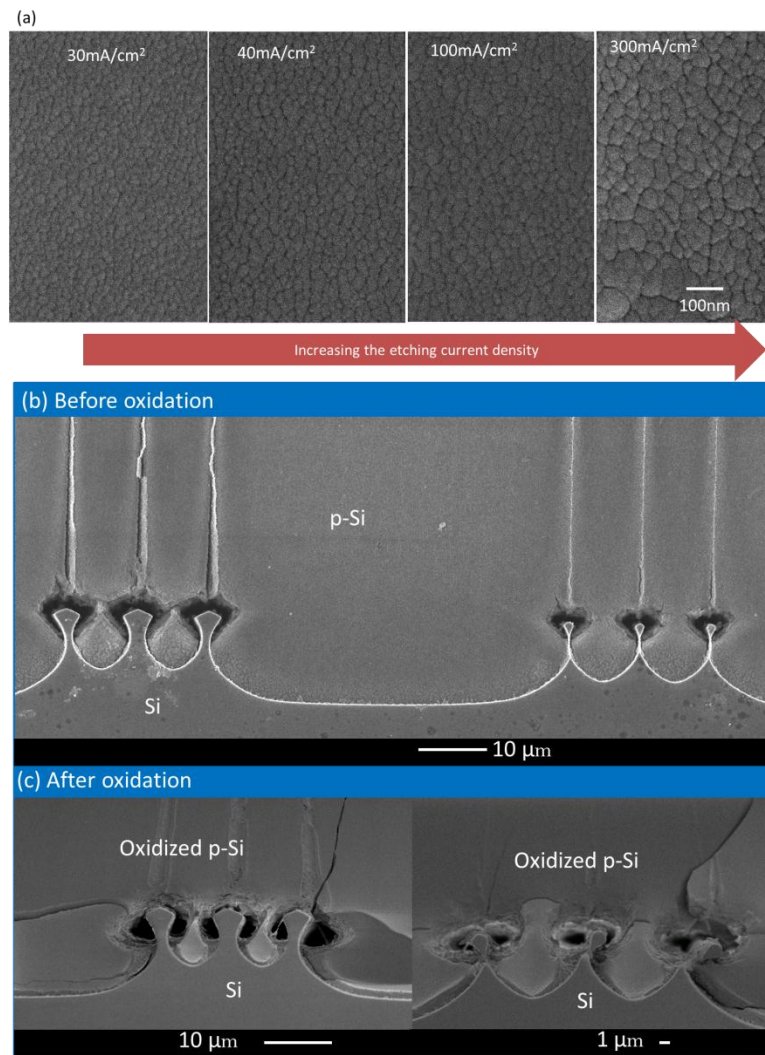 (a)
30mA/cm² 40mA/cm² 100mA/cm² 300mA/cm²
100nm
Increasing the etching current density
(b) Before oxidation
p-Si
Si
10 μm
(c) After oxidation
Oxidized p-Si Oxidized p-Si
Si Si
10 μm 1 μm